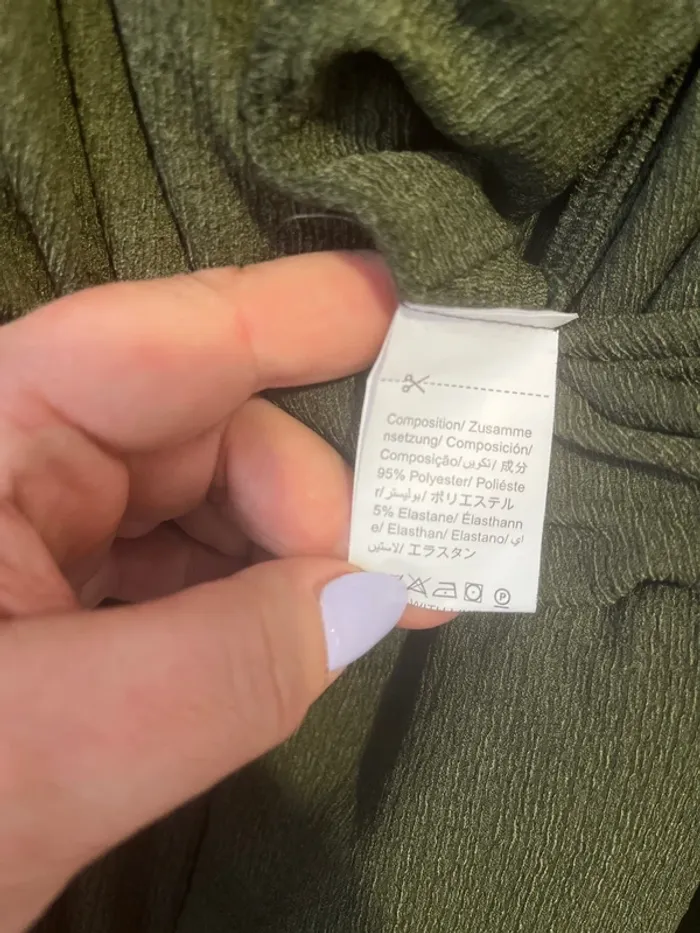 Composition/ Zusamme
nsetzung/ Composición/
Composição/تكوين/ 成分
95% Polyester/ Poliéste
r/بوليستر/ ポリエステル
5% Elastane/ Élasthann
e/ Elasthan/ Elastano/اي
لاستين/ エラスタン
P